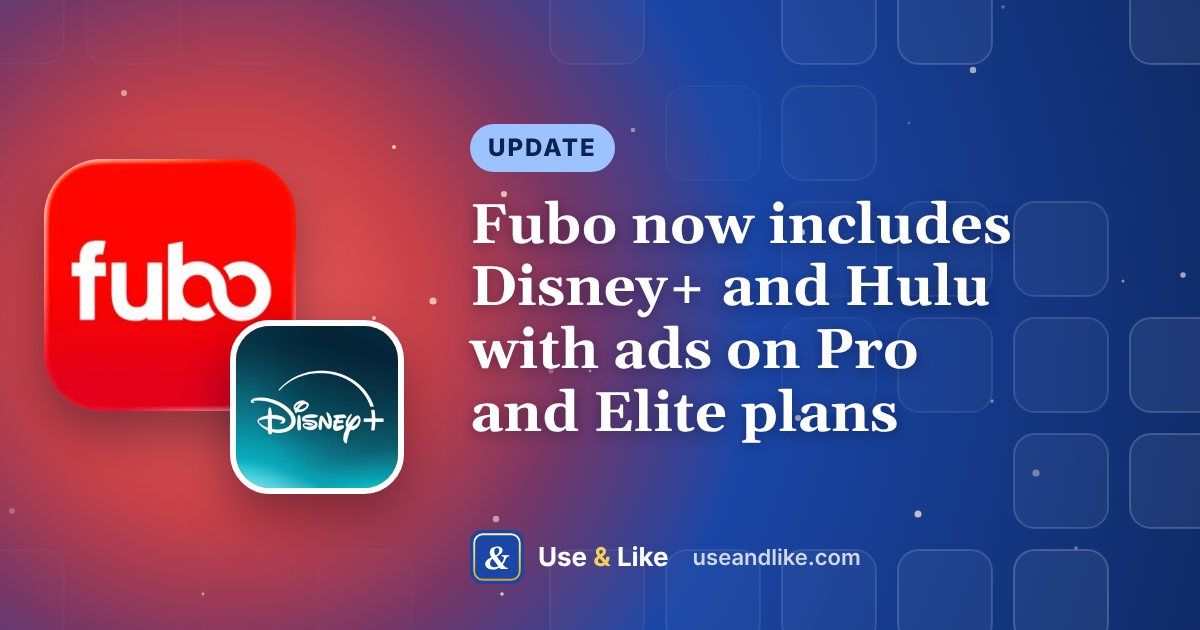 UPDATE
Fubo now includes
Disney+ and Hulu
with ads on Pro
and Elite plans
fubo
Disney+
& Use & Like useandlike.com